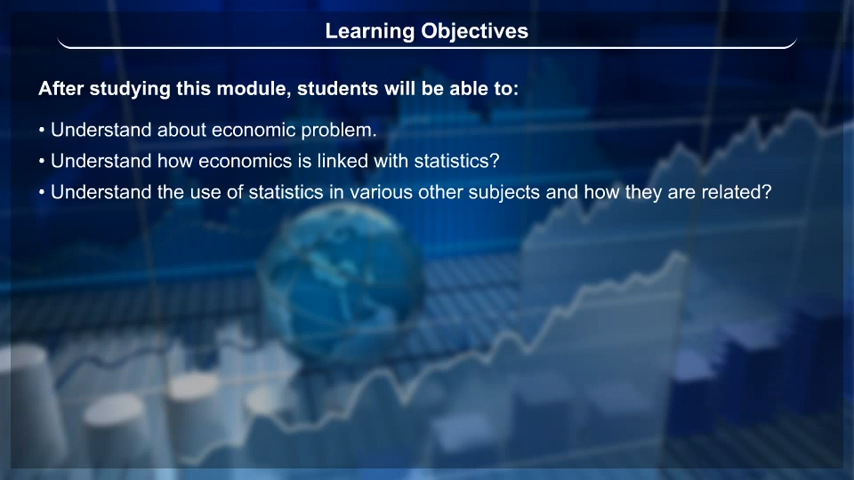 Learning Objectives
After studying this module, students will be able to:
• Understand about economic problem.
• Understand how economics is linked with statistics?
• Understand the use of statistics in various other subjects and how they are related?